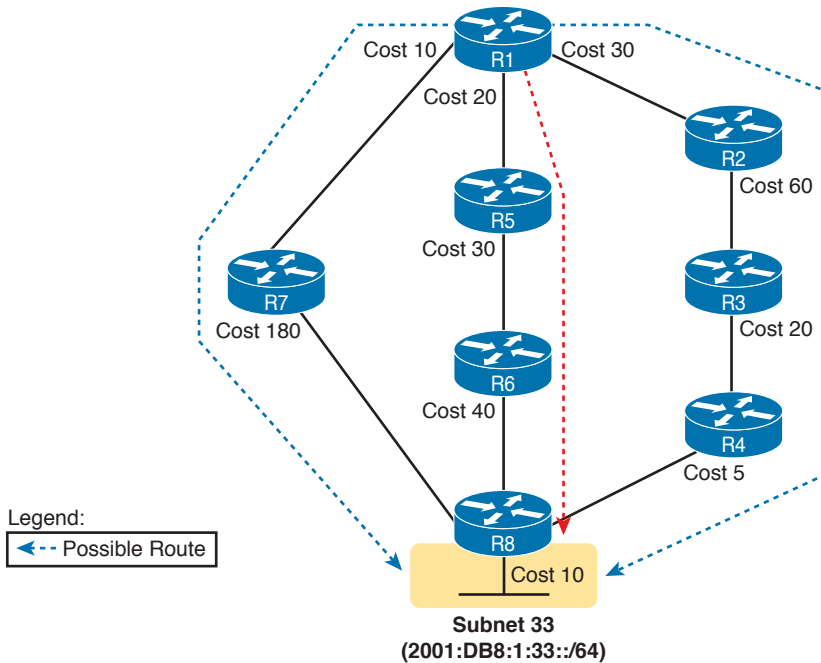 R1
Cost 10
Cost 30
Cost 20
R2
Cost 60
R5
Cost 30
R7
Cost 180
R3
Cost 20
R6
Cost 40
R4
Cost 5
Legend:
Possible Route
R8
Cost 10
Subnet 33
(2001:DB8:1:33::/64)